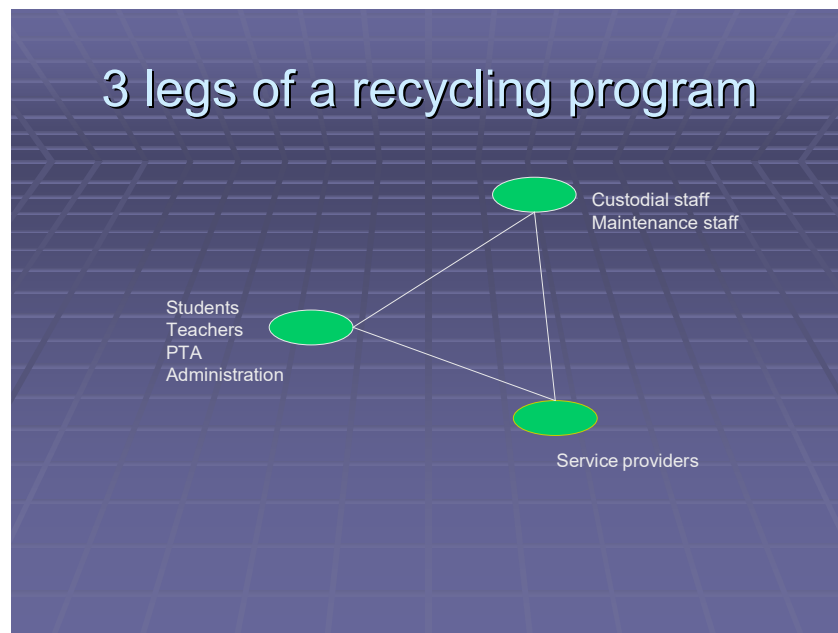 3 legs of a recycling program
Custodial staff
Maintenance staff
Students
Teachers
PTA
Administration
Service providers